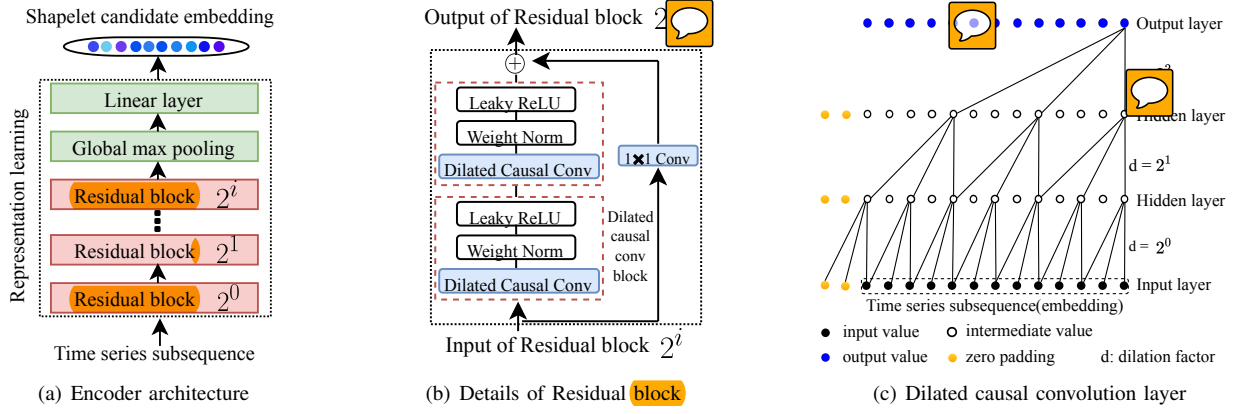 Shapelet candidate embedding
Representation learning
Linear layer
Global max pooling
Residual block 2^i
Residual block 2^1
Residual block 2^0
Time series subsequence
(a) Encoder architecture
Output of Residual block
+
Leaky ReLU
Weight Norm
Dilated Causal Conv
1×1 Conv
Leaky ReLU
Weight Norm
Dilated Causal Conv
Dilated
causal
conv
block
Input of Residual block 2^i
(b) Details of Residual block
Output layer
Hidden layer
d = 2^1
Hidden layer
d = 2^0
Input layer
Time series subsequence(embedding)
input value
intermediate value
output value
zero padding
d: dilation factor
(c) Dilated causal convolution layer